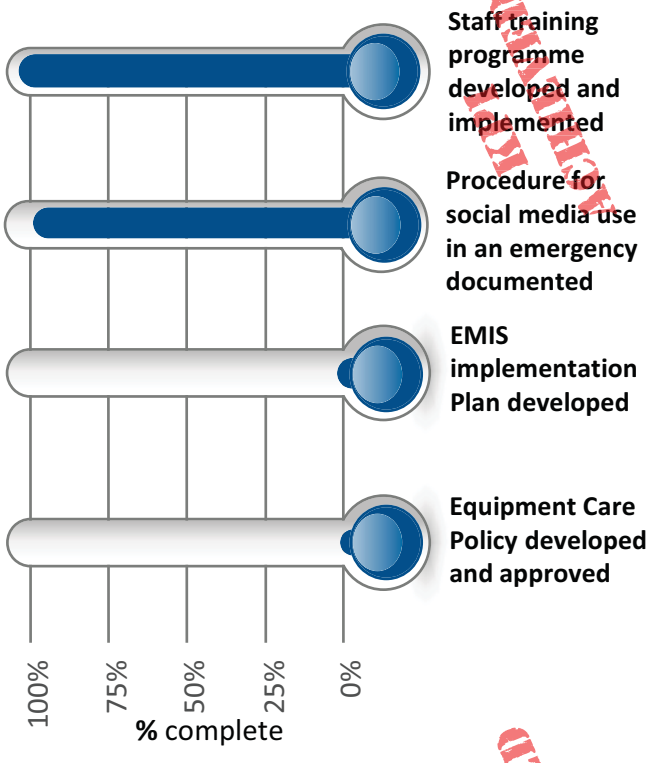 Staff training
programme
developed and
implemented
KPI
Procedure for
social media use
in an emergency
documented
EMIS
implementation
Plan developed
Equipment Care
Policy developed
and approved
100%
75%
50%
25%
0%
% complete